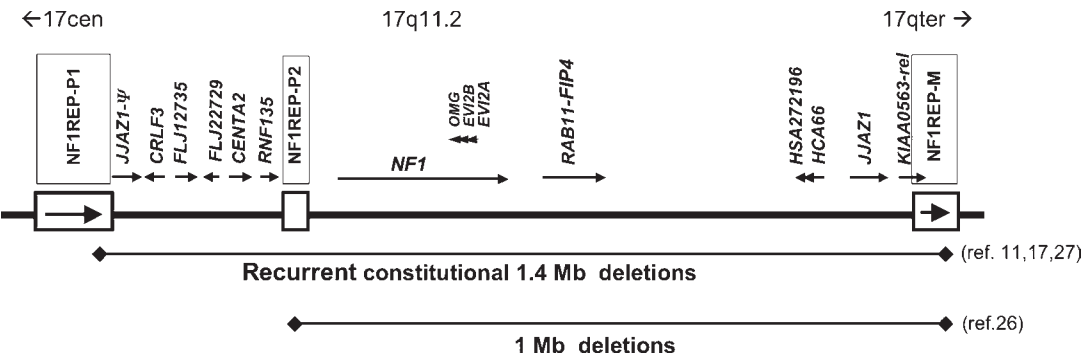 ←17cen 17q11.2 17qter →
NF1REP-P1
JJAZ1-Ψ
CRLF3
FLJ12735
FLJ22729
CENTA2
RNF135
NF1REP-P2
NF1
OMG
EVI2B
EVI2A
RAB11-FIP4
HSA272196
HCA66
JJAZ1
KIAA0563-rel
NF1REP-M
(ref. 11,17,27)
Recurrent constitutional 1.4 Mb deletions
(ref.26)
1 Mb deletions